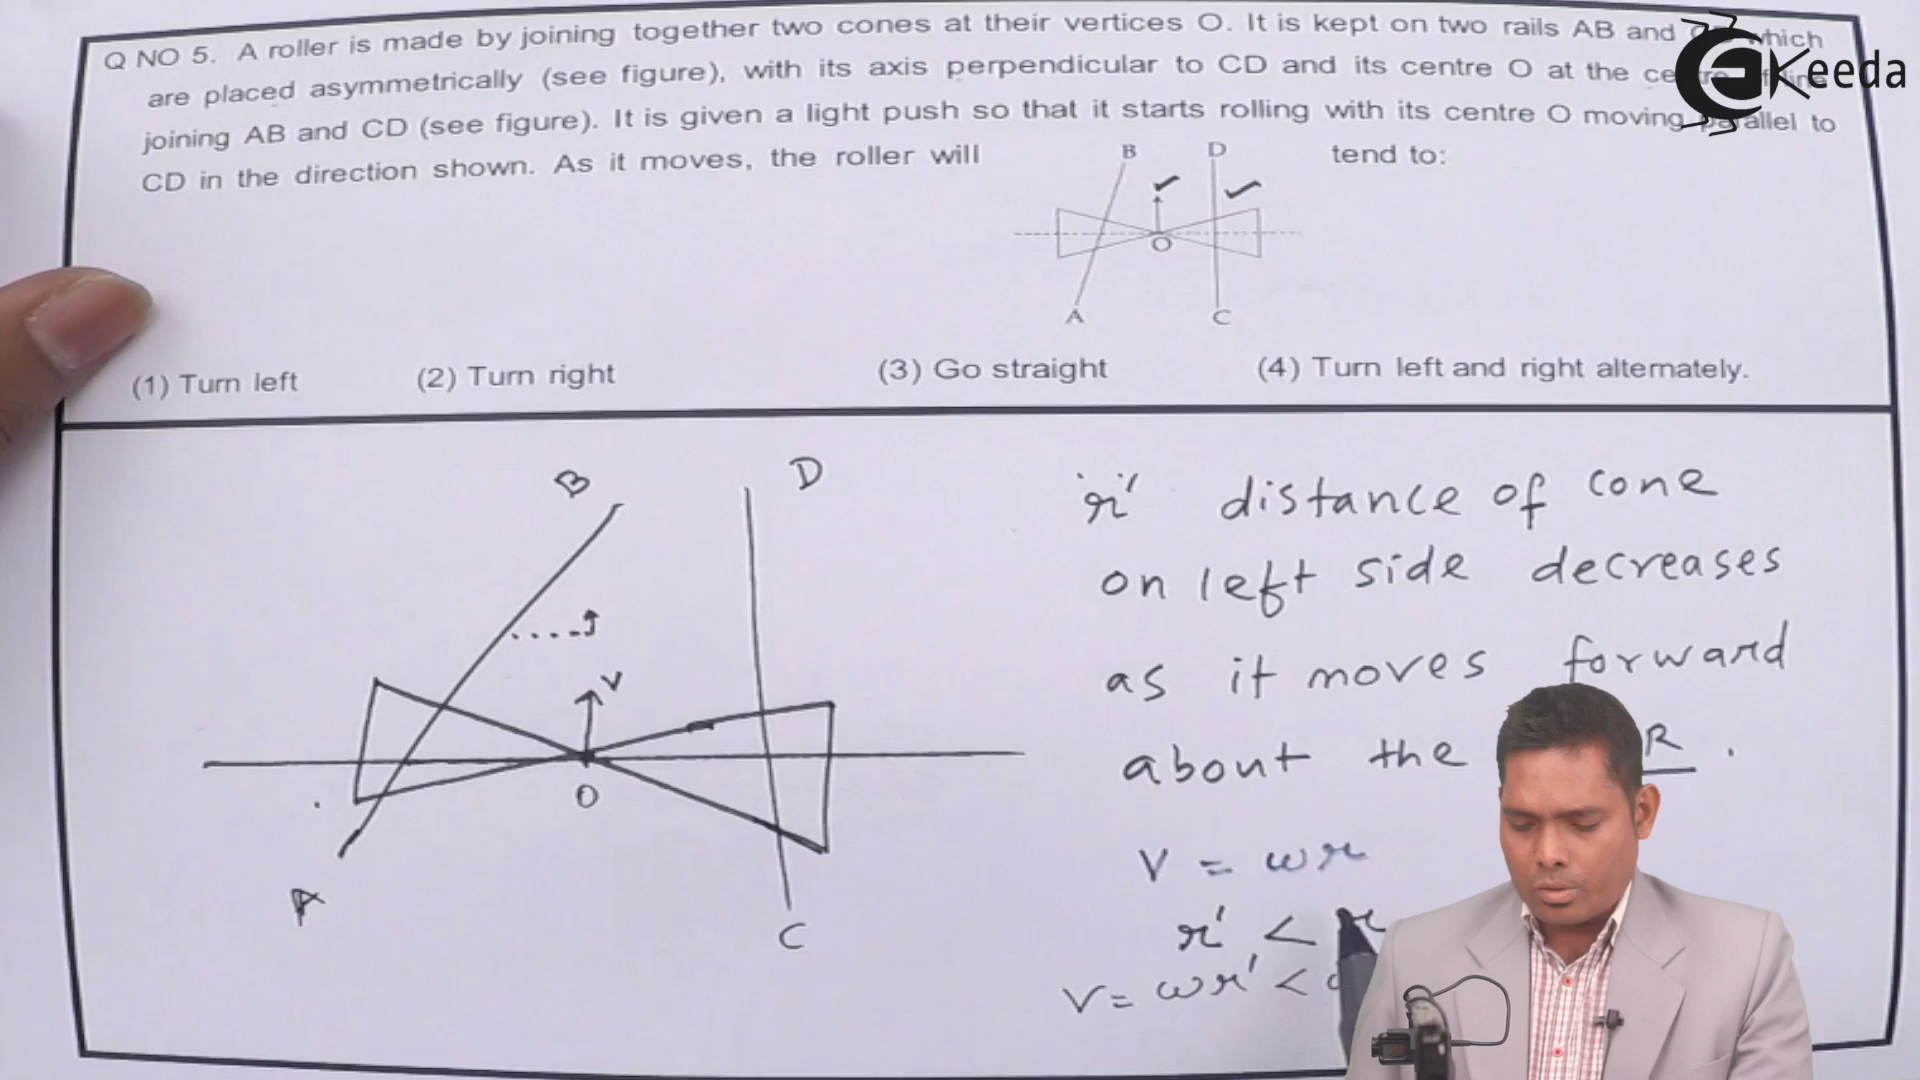 Q NO 5. A roller is made by joining together two cones at their vertices O. It is kept on two rails AB and which
are placed asymmetrically (see figure), with its axis perpendicular to CD and its centre O at the
joining AB and CD (see figure). It is given a light push so that it starts rolling with its centre O moving parallel to
CD in the direction shown. As it moves, the roller will tend to:
Keeda
B D
O
A C
(1) Turn left (2) Turn right (3) Go straight (4) Turn left and right alternately.
B D
V
O
A
C
'r'' distance of cone
on left side decreases
as it moves forward
about the R .
V = ωr
r' < r
V = ωr' <